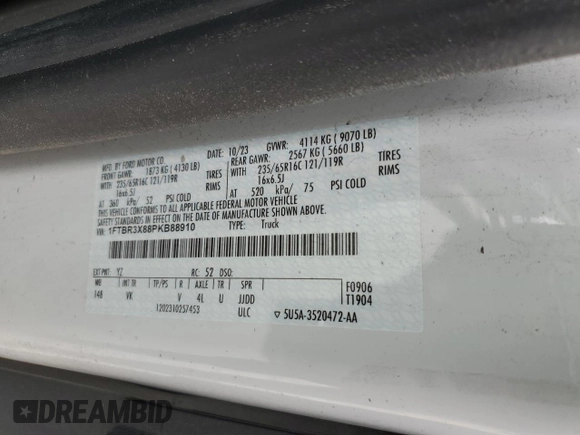 MFD. BY FORD MOTOR CO.
DATE: 10/23 GVWR: 4114 KG ( 9070 LB)
FRONT GAWR: 1873 KG ( 4130 LB) REAR GAWR: 2567 KG ( 5660 LB)
WITH 235/65R16C 121/119R TIRES WITH 235/65R16C 121/119R TIRES
16x6.5J RIMS 16x6.5J RIMS
AT 360 kPa/ 52 PSI COLD AT 520 kPa/ 75 PSI COLD
THIS VEHICLE CONFORMS TO ALL APPLICABLE FEDERAL MOTOR VEHICLE
SAFETY STANDARDS IN EFFECT ON THE DATE OF MANUFACTURE SHOWN ABOVE.
VIN: 1FTBR3X88PKB88910 TYPE: Truck
EXT PNT: YZ RC: 52 DSO:
WB INT TR TP/PS R AXLE TR SPR F0906
148 VK V 4L U JJDD T1904
1202310257453 ULC ▽ 5U5A-3520472-AA
DREAMBID